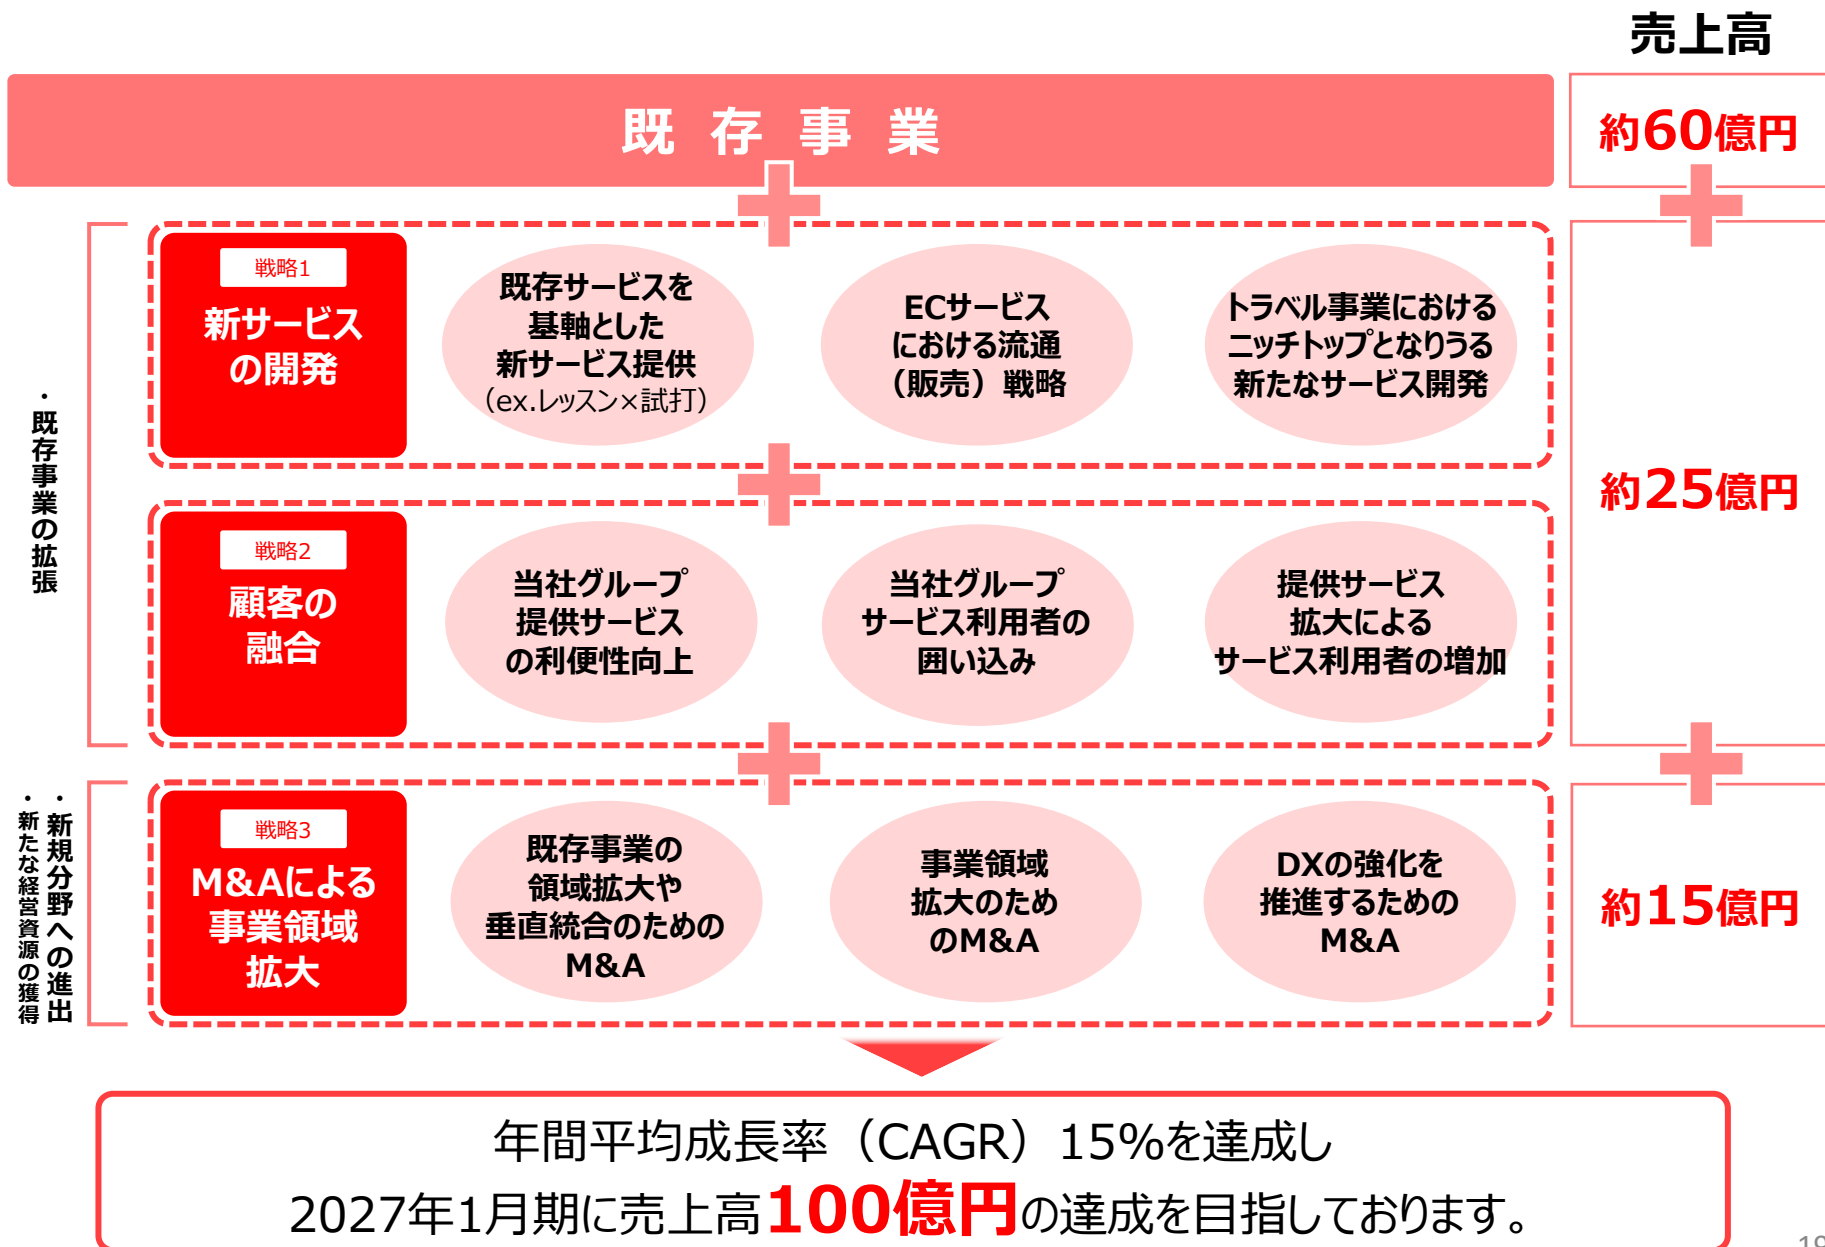 売上高
既存事業
約60億円
・既存事業の拡張
戦略1
新サービス
の開発
既存サービスを
基軸とした
新サービス提供
（ex.レッスン×試打）
ECサービス
における流通
（販売）戦略
トラベル事業における
ニッチトップとなりうる
新たなサービス開発
約25億円
戦略2
顧客の
融合
当社グループ
提供サービス
の利便性向上
当社グループ
サービス利用者の
囲い込み
提供サービス
拡大による
サービス利用者の増加
・新規分野への進出
・新たな経営資源の獲得
戦略3
M&Aによる
事業領域
拡大
既存事業の
領域拡大や
垂直統合のための
M&A
事業領域
拡大のため
のM&A
DXの強化を
推進するための
M&A
約15億円
年間平均成長率（CAGR）15%を達成し
2027年1月期に売上高100億円の達成を目指しております。